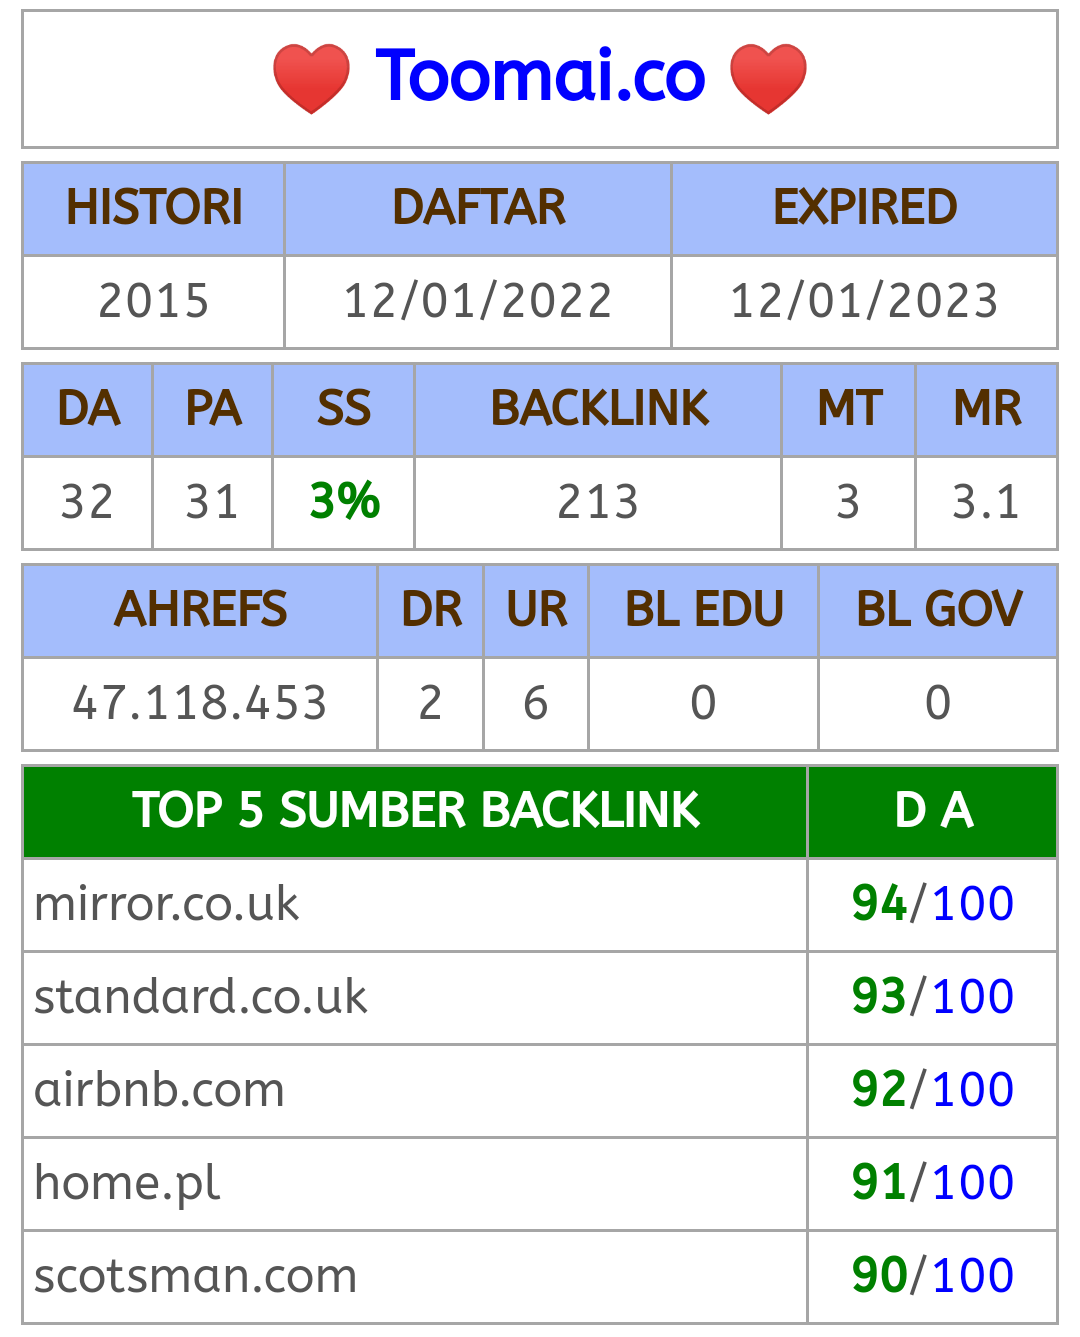 ❤️ Toomai.co ❤️
HISTORI DAFTAR EXPIRED
2015 12/01/2022 12/01/2023
DA PA SS BACKLINK MT MR
32 31 3% 213 3 3.1
AHREFS DR UR BL EDU BL GOV
47.118.453 2 6 0 0
TOP 5 SUMBER BACKLINK D A
mirror.co.uk 94/100
standard.co.uk 93/100
airbnb.com 92/100
home.pl 91/100
scotsman.com 90/100